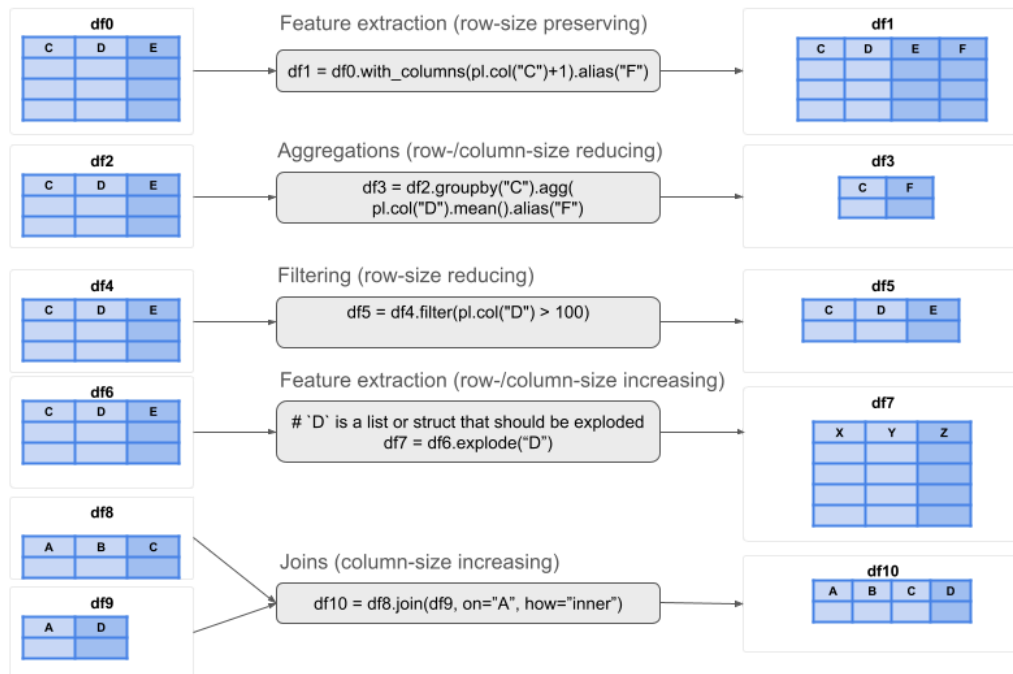 df0
C D E
Feature extraction (row-size preserving)
df1 = df0.with_columns(pl.col("C")+1).alias("F")
df1
C D E F
df2
C D E
Aggregations (row-/column-size reducing)
df3 = df2.groupby("C").agg(
pl.col("D").mean().alias("F")
df3
C F
df4
C D E
Filtering (row-size reducing)
df5 = df4.filter(pl.col("D") > 100)
df5
C D E
df6
C D E
Feature extraction (row-/column-size increasing)
# `D` is a list or struct that should be exploded
df7 = df6.explode(“D”)
df7
X Y Z
df8
A B C
df9
A D
Joins (column-size increasing)
df10 = df8.join(df9, on=”A”, how=”inner”)
df10
A B C D